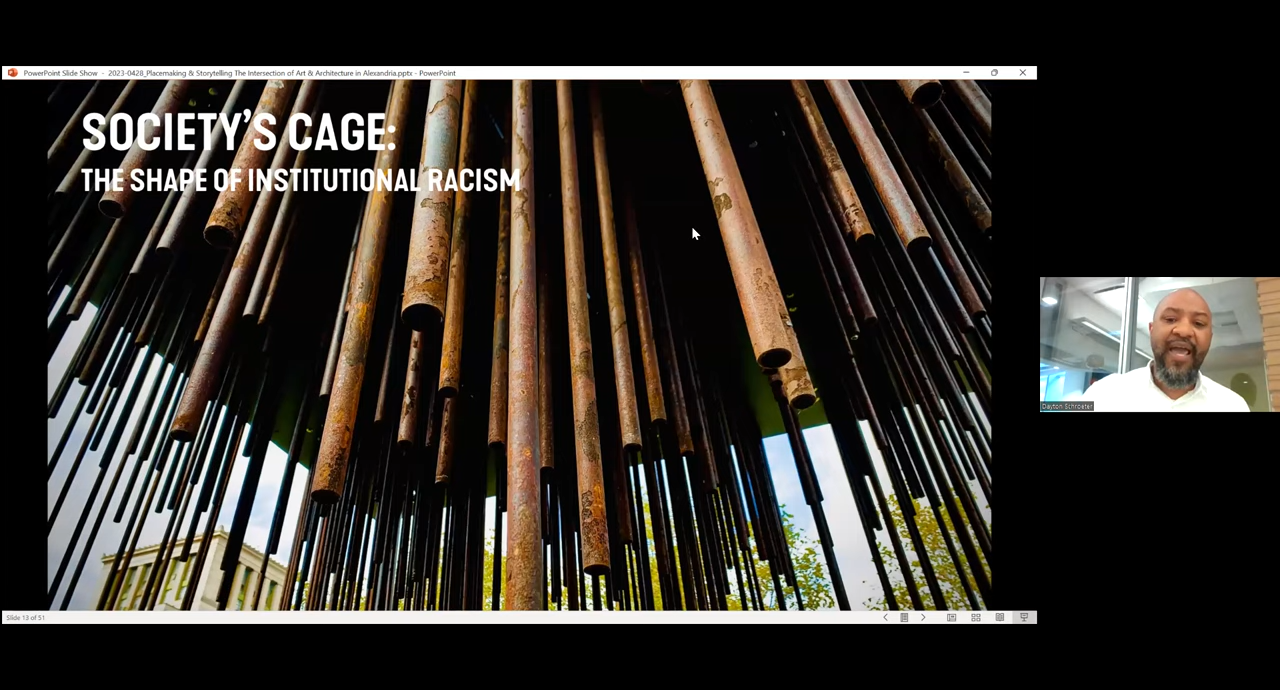 PowerPoint Slide Show - 2023-0428_Placemaking & Storytelling The Intersection of Art & Architecture in Alexandria.pptx - PowerPoint
SOCIETY'S CAGE:
THE SHAPE OF INSTITUTIONAL RACISM
Dayton Schroeter
Slide 13 of 51